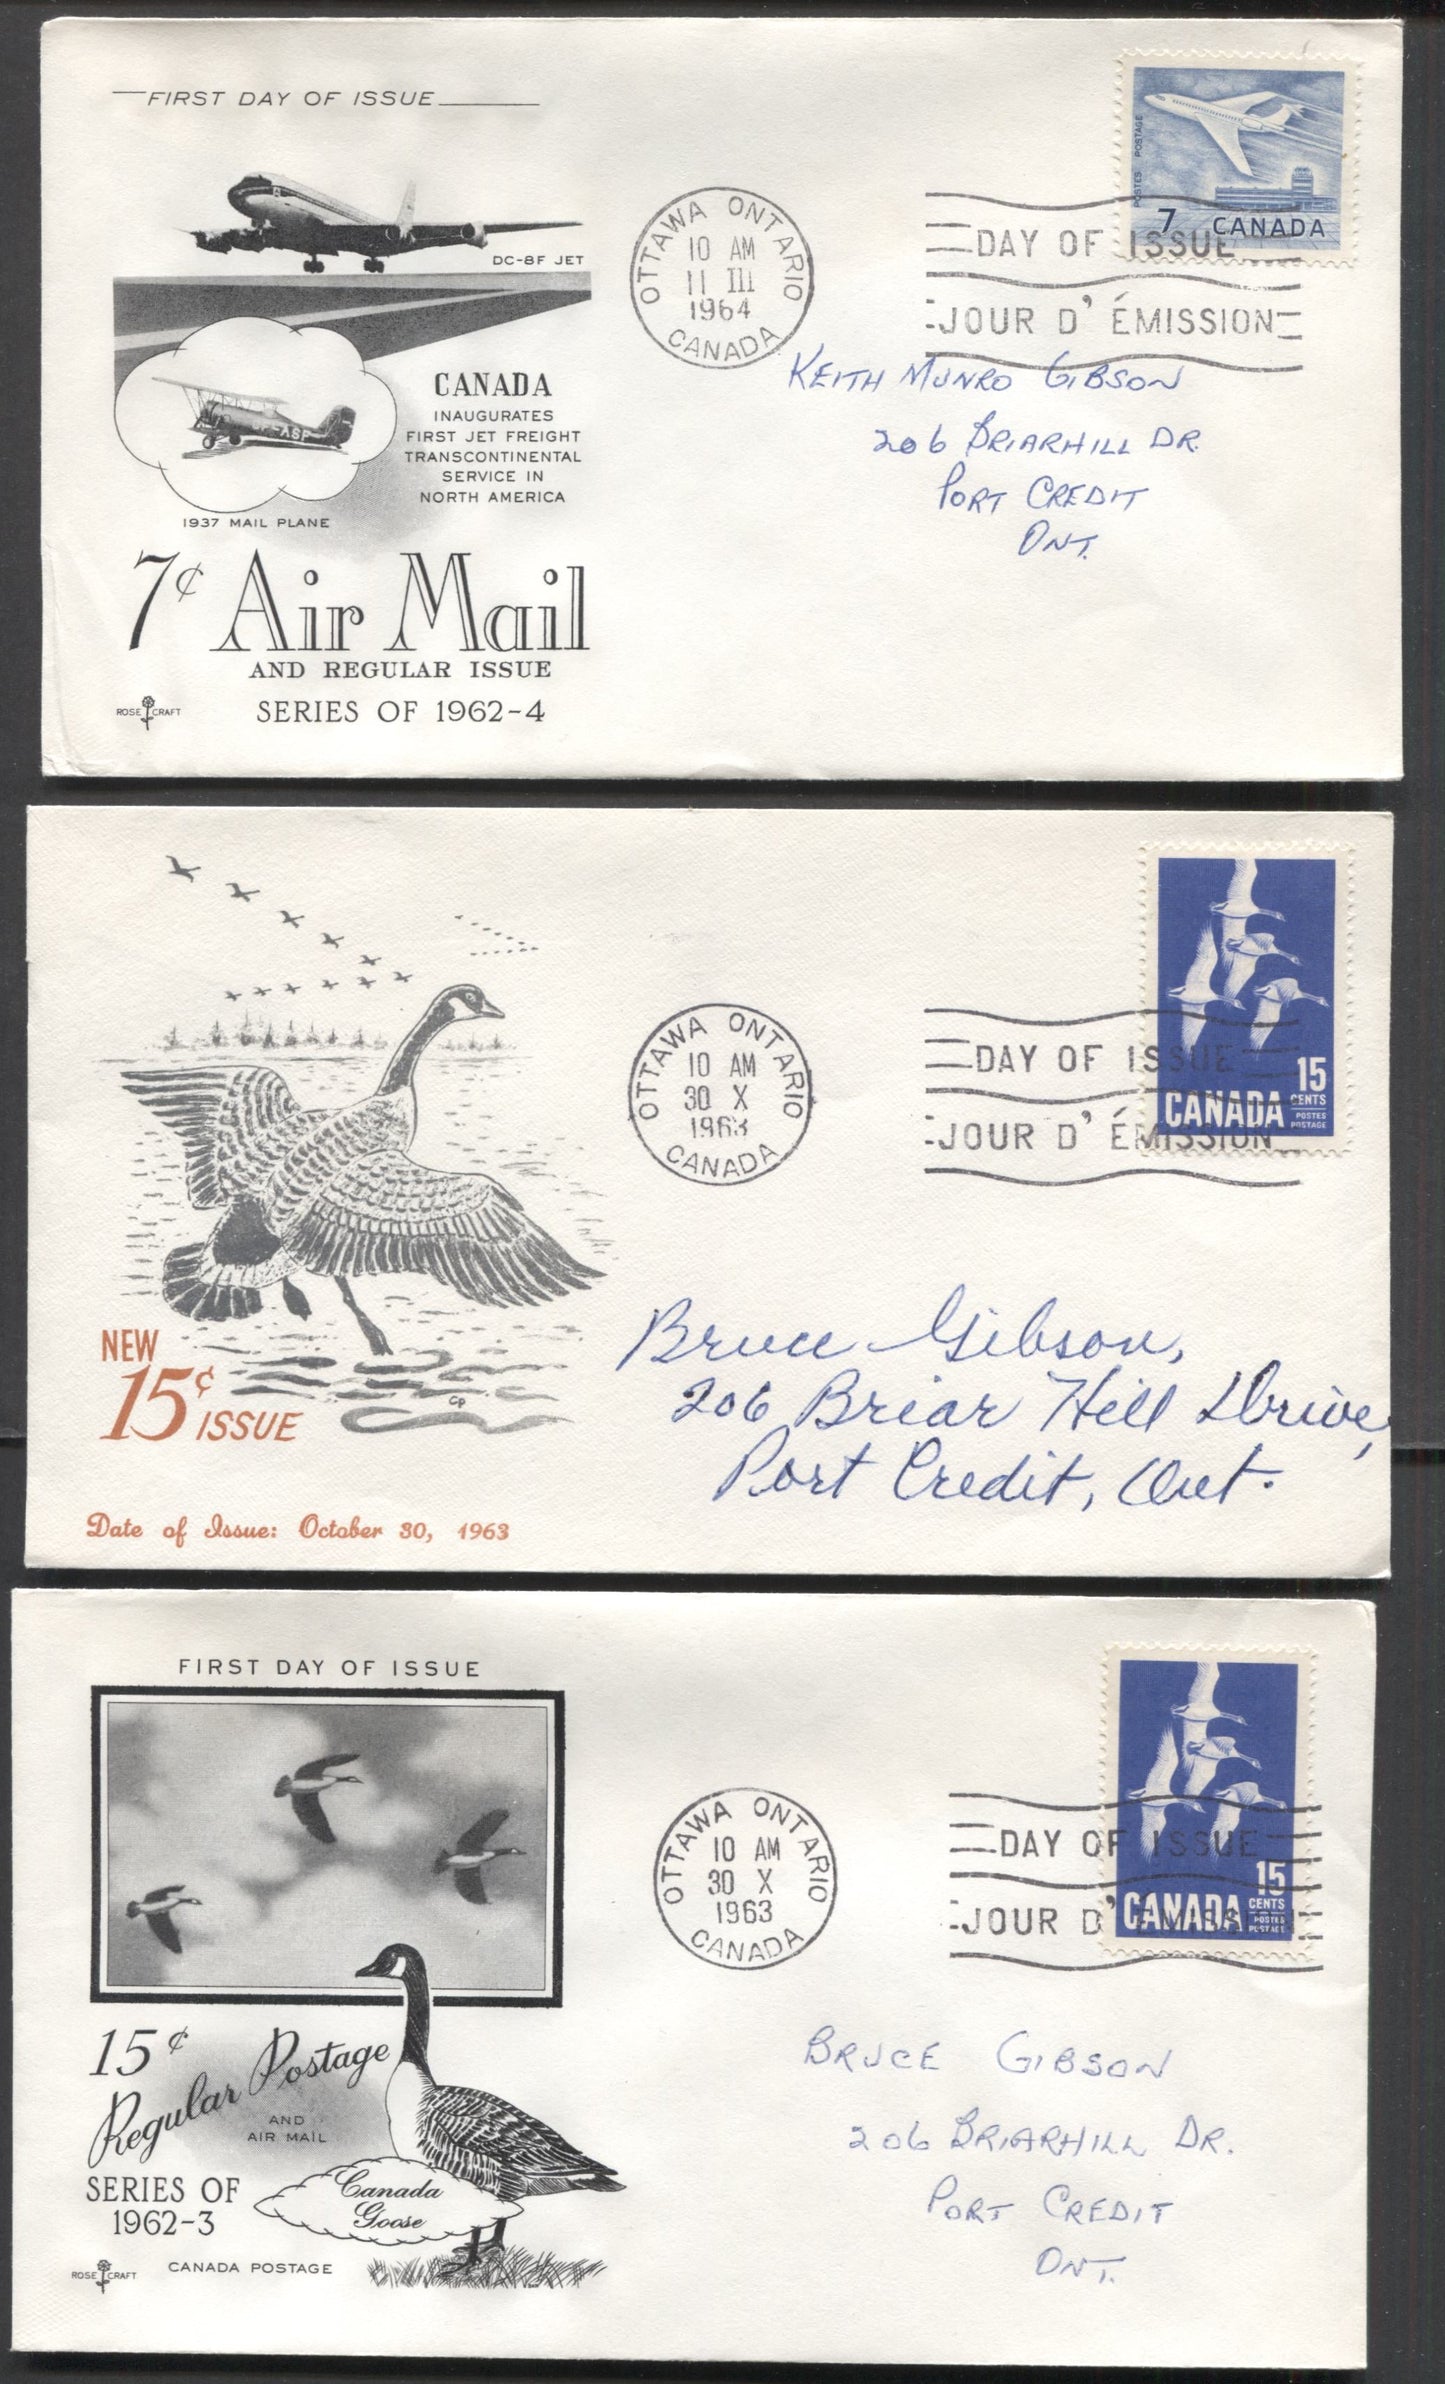 FIRST DAY OF ISSUE
DC-8F JET
CF-ASF
CANADA
INAUGURATES
FIRST JET FREIGHT
TRANSCONTINENTAL
SERVICE IN
NORTH AMERICA
1937 MAIL PLANE
7¢ Air Mail
AND REGULAR ISSUE
SERIES OF 1962-4
ROSE CRAFT
OTTAWA ONTARIO
10 AM
11 III
1964
CANADA
POSTES POSTAGE
7 CANADA
DAY OF ISSUE
JOUR D' ÉMISSION
KEITH MUNRO GIBSON
206 BRIARHILL DR.
PORT CREDIT
ONT.
NEW
15¢ ISSUE
CP
Date of Issue: October 30, 1963
OTTAWA ONTARIO
10 AM
30 X
1963
CANADA
15
CENTS
CANADA
POSTES
POSTAGE
DAY OF ISSUE
JOUR D' ÉMISSION
Bruce Gibson,
206 Briar Hill Drive,
Port Credit, Ont.
FIRST DAY OF ISSUE
15¢
Regular Postage
AND
AIR MAIL
SERIES OF
1962-3
Canada
Goose
ROSE CRAFT
CANADA POSTAGE
OTTAWA ONTARIO
10 AM
30 X
1963
CANADA
15
CENTS
CANADA
POSTES
POSTAGE
DAY OF ISSUE
JOUR D' ÉMISSION
BRUCE GIBSON
206 BRIARHILL DR.
PORT CREDIT
ONT.